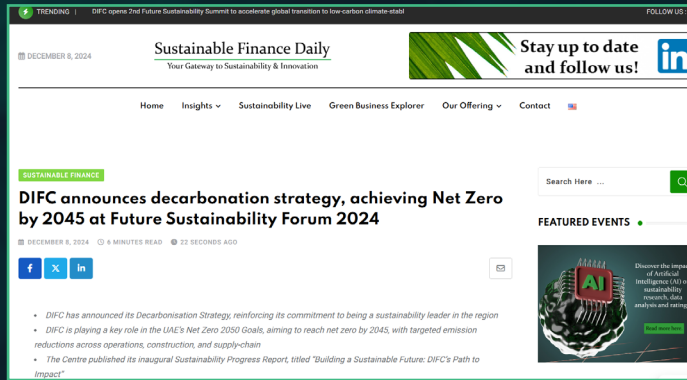 TRENDING | DIFC opens 2nd Future Sustainability Summit to accelerate global transition to low-carbon climate-stabl
FOLLOW US
DECEMBER 8, 2024
Sustainable Finance Daily
Your Gateway to Sustainability & Innovation
Stay up to date
and follow us!
in
Home Insights Sustainability Live Green Business Explorer Our Offering Contact
SUSTAINABLE FINANCE
DIFC announces decarbonation strategy, achieving Net Zero
by 2045 at Future Sustainability Forum 2024
DECEMBER 8, 2024 6 MINUTES READ 22 SECONDS AGO
f X in
• DIFC has announced its Decarbonisation Strategy, reinforcing its commitment to being a sustainability leader in the region
• DIFC is playing a key role in the UAE's Net Zero 2050 Goals, aiming to reach net zero by 2045, with targeted emission
reductions across operations, construction, and supply-chain
• The Centre published its inaugural Sustainability Progress Report, titled "Building a Sustainable Future: DIFC's Path to
Impact"
Search Here ...
FEATURED EVENTS
AI
Discover the impac
of Artificial
Intelligence (AI) o
sustainability
research, data
analysis and rating
Read more here